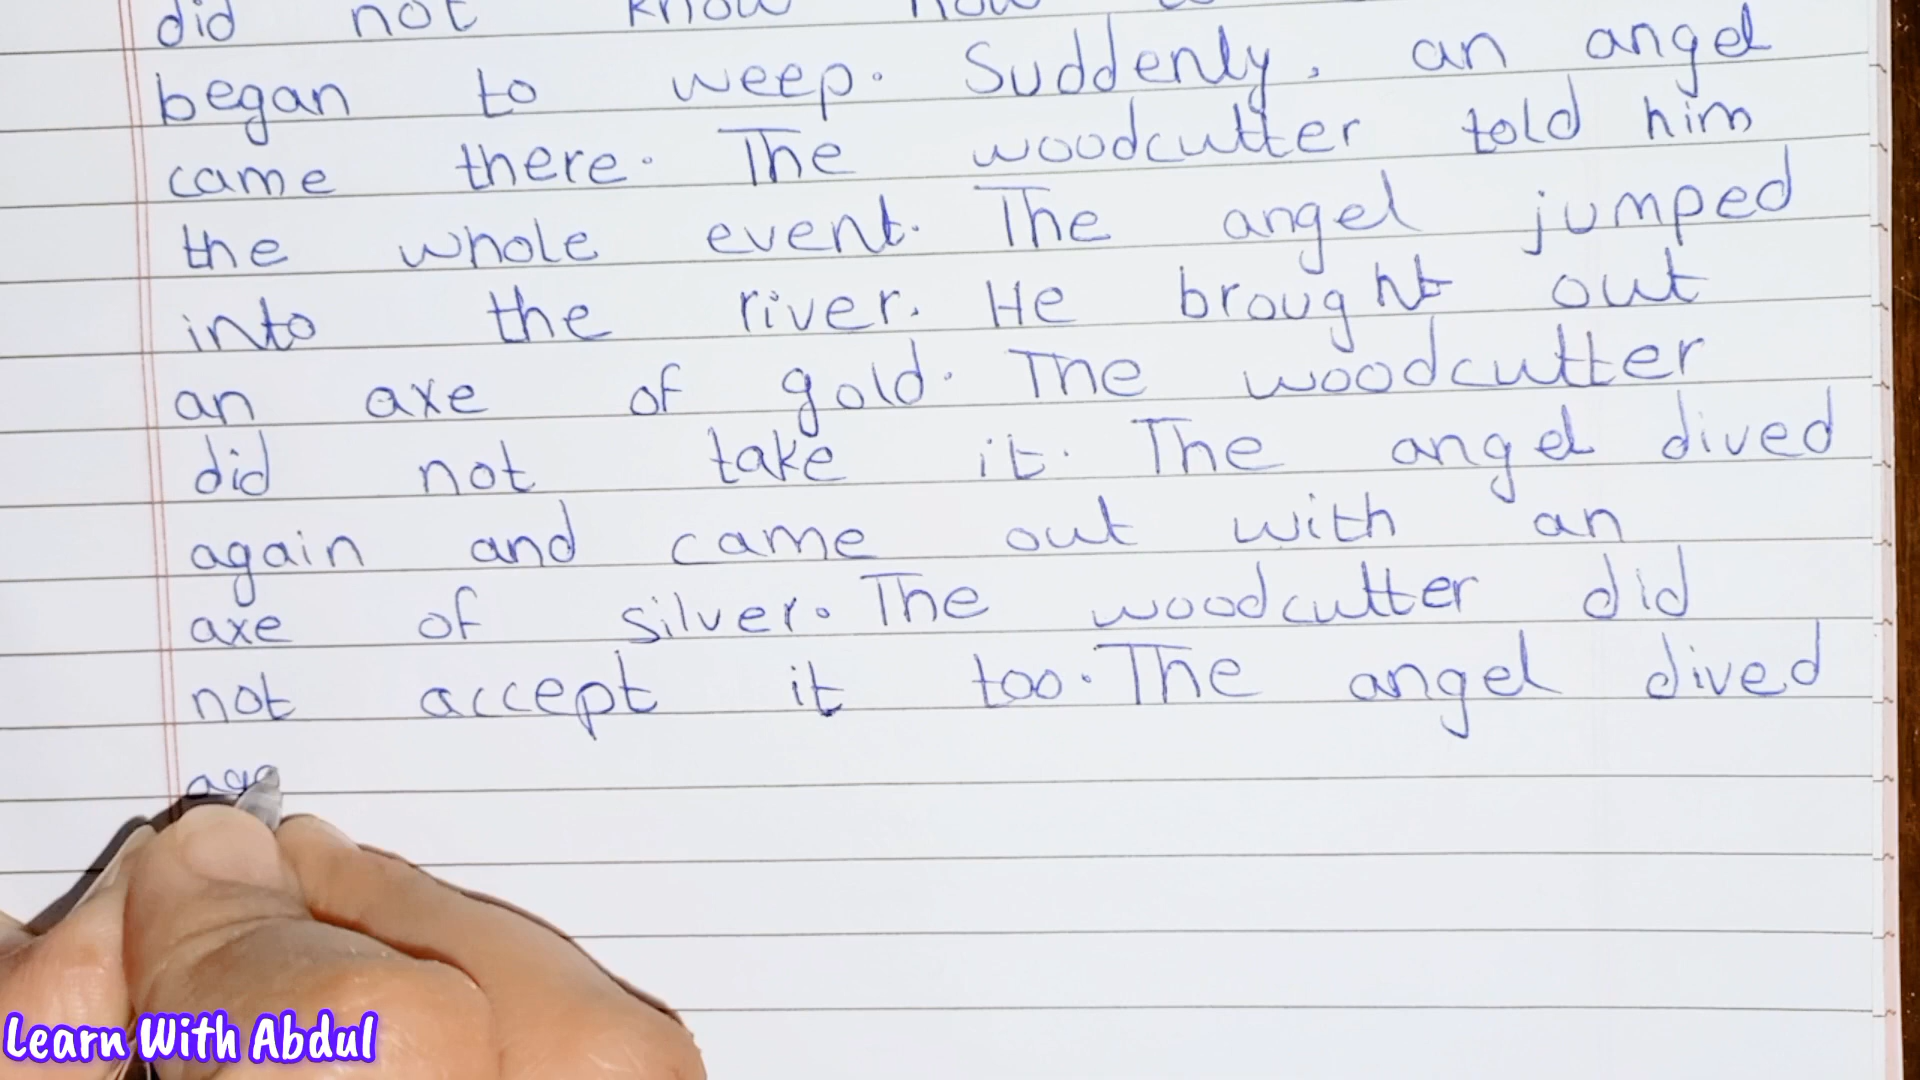 did not know how
began to weep. Suddenly, an angel
came there. The woodcutter told him
the whole event. The angel jumped
into the river. He brought out
an axe of gold. The woodcutter
did not take it. The angel dived
again and came out with an
axe of silver. The woodcutter did
not accept it too. The angel dived
aga
Learn With Abdul